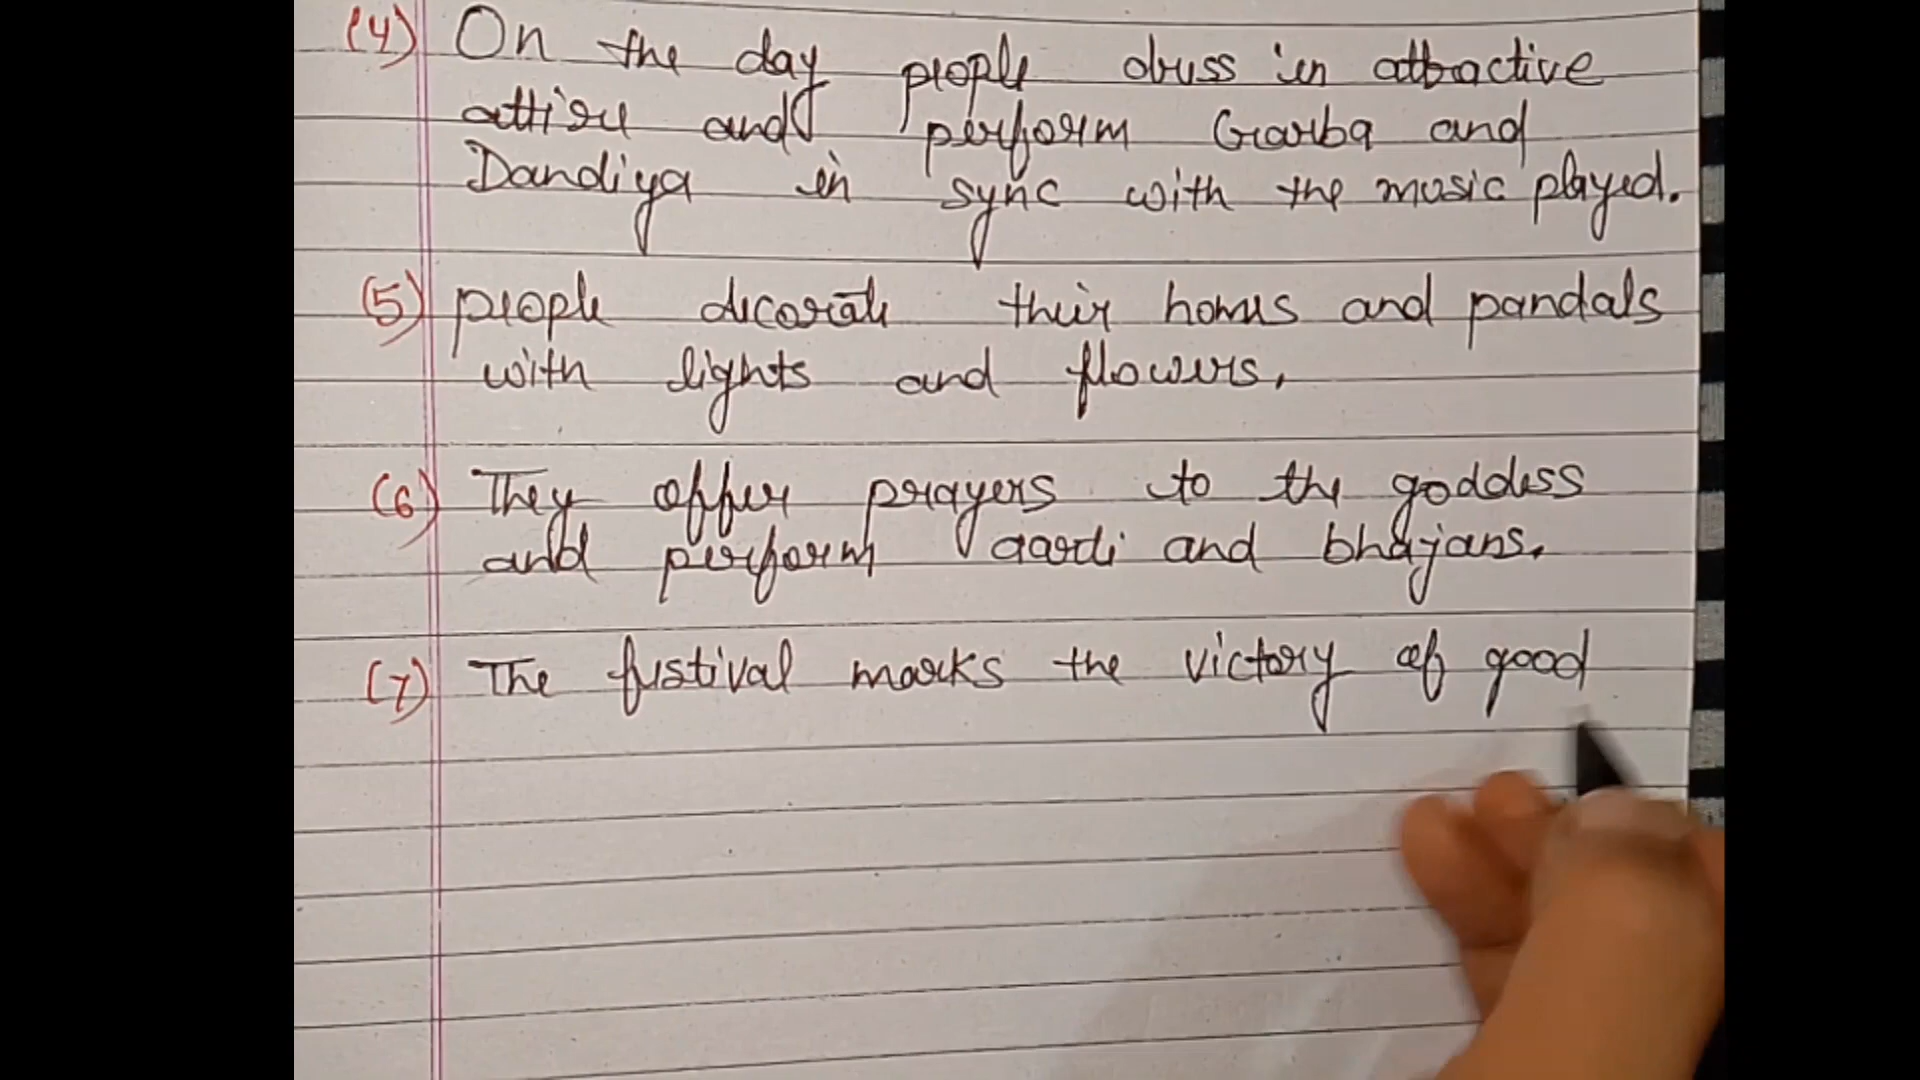 (4) On the day people dress in attractive
attire and perform Garba and
Dandiya in sync with the music played.
(5) people decorate their homes and pandals
with lights and flowers.
(6) They offer prayers to the goddess
and perform aarti and bhajans.
(7) The festival marks the victory of good